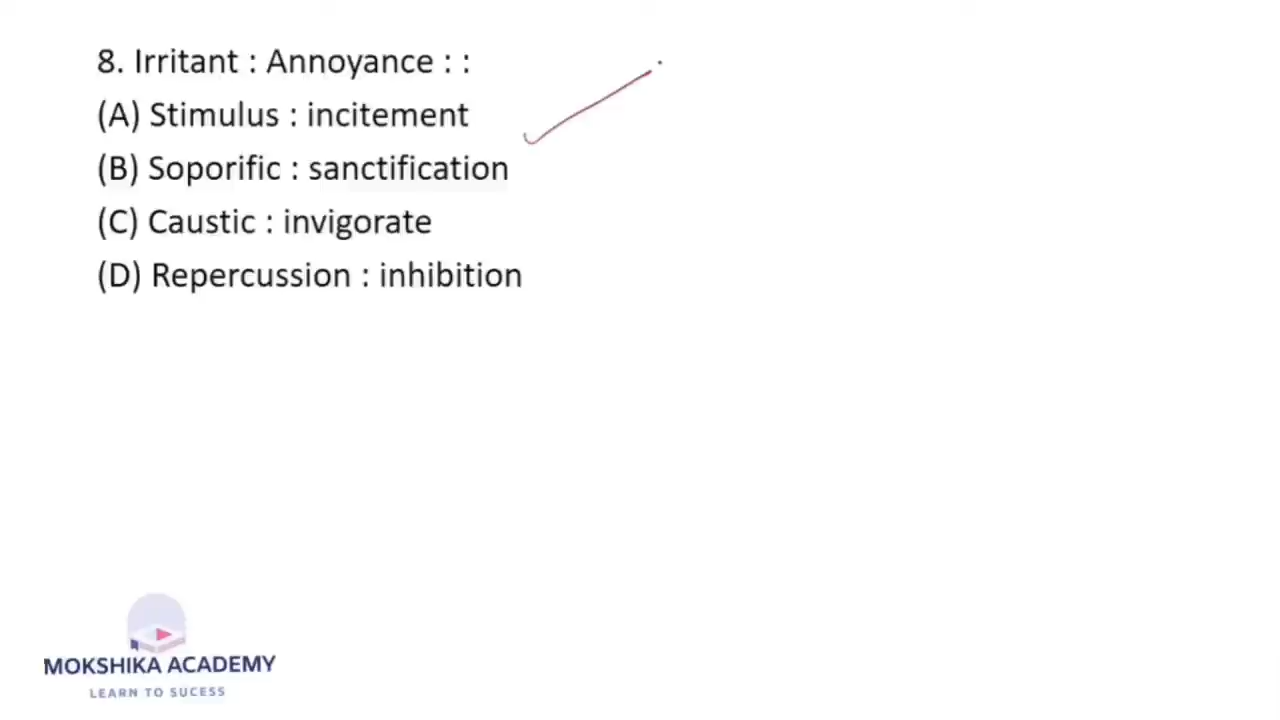 8. Irritant : Annoyance : :
(A) Stimulus : incitement
(B) Soporific : sanctification
(C) Caustic : invigorate
(D) Repercussion : inhibition
MOKSHIKA ACADEMY
LEARN TO SUCESS